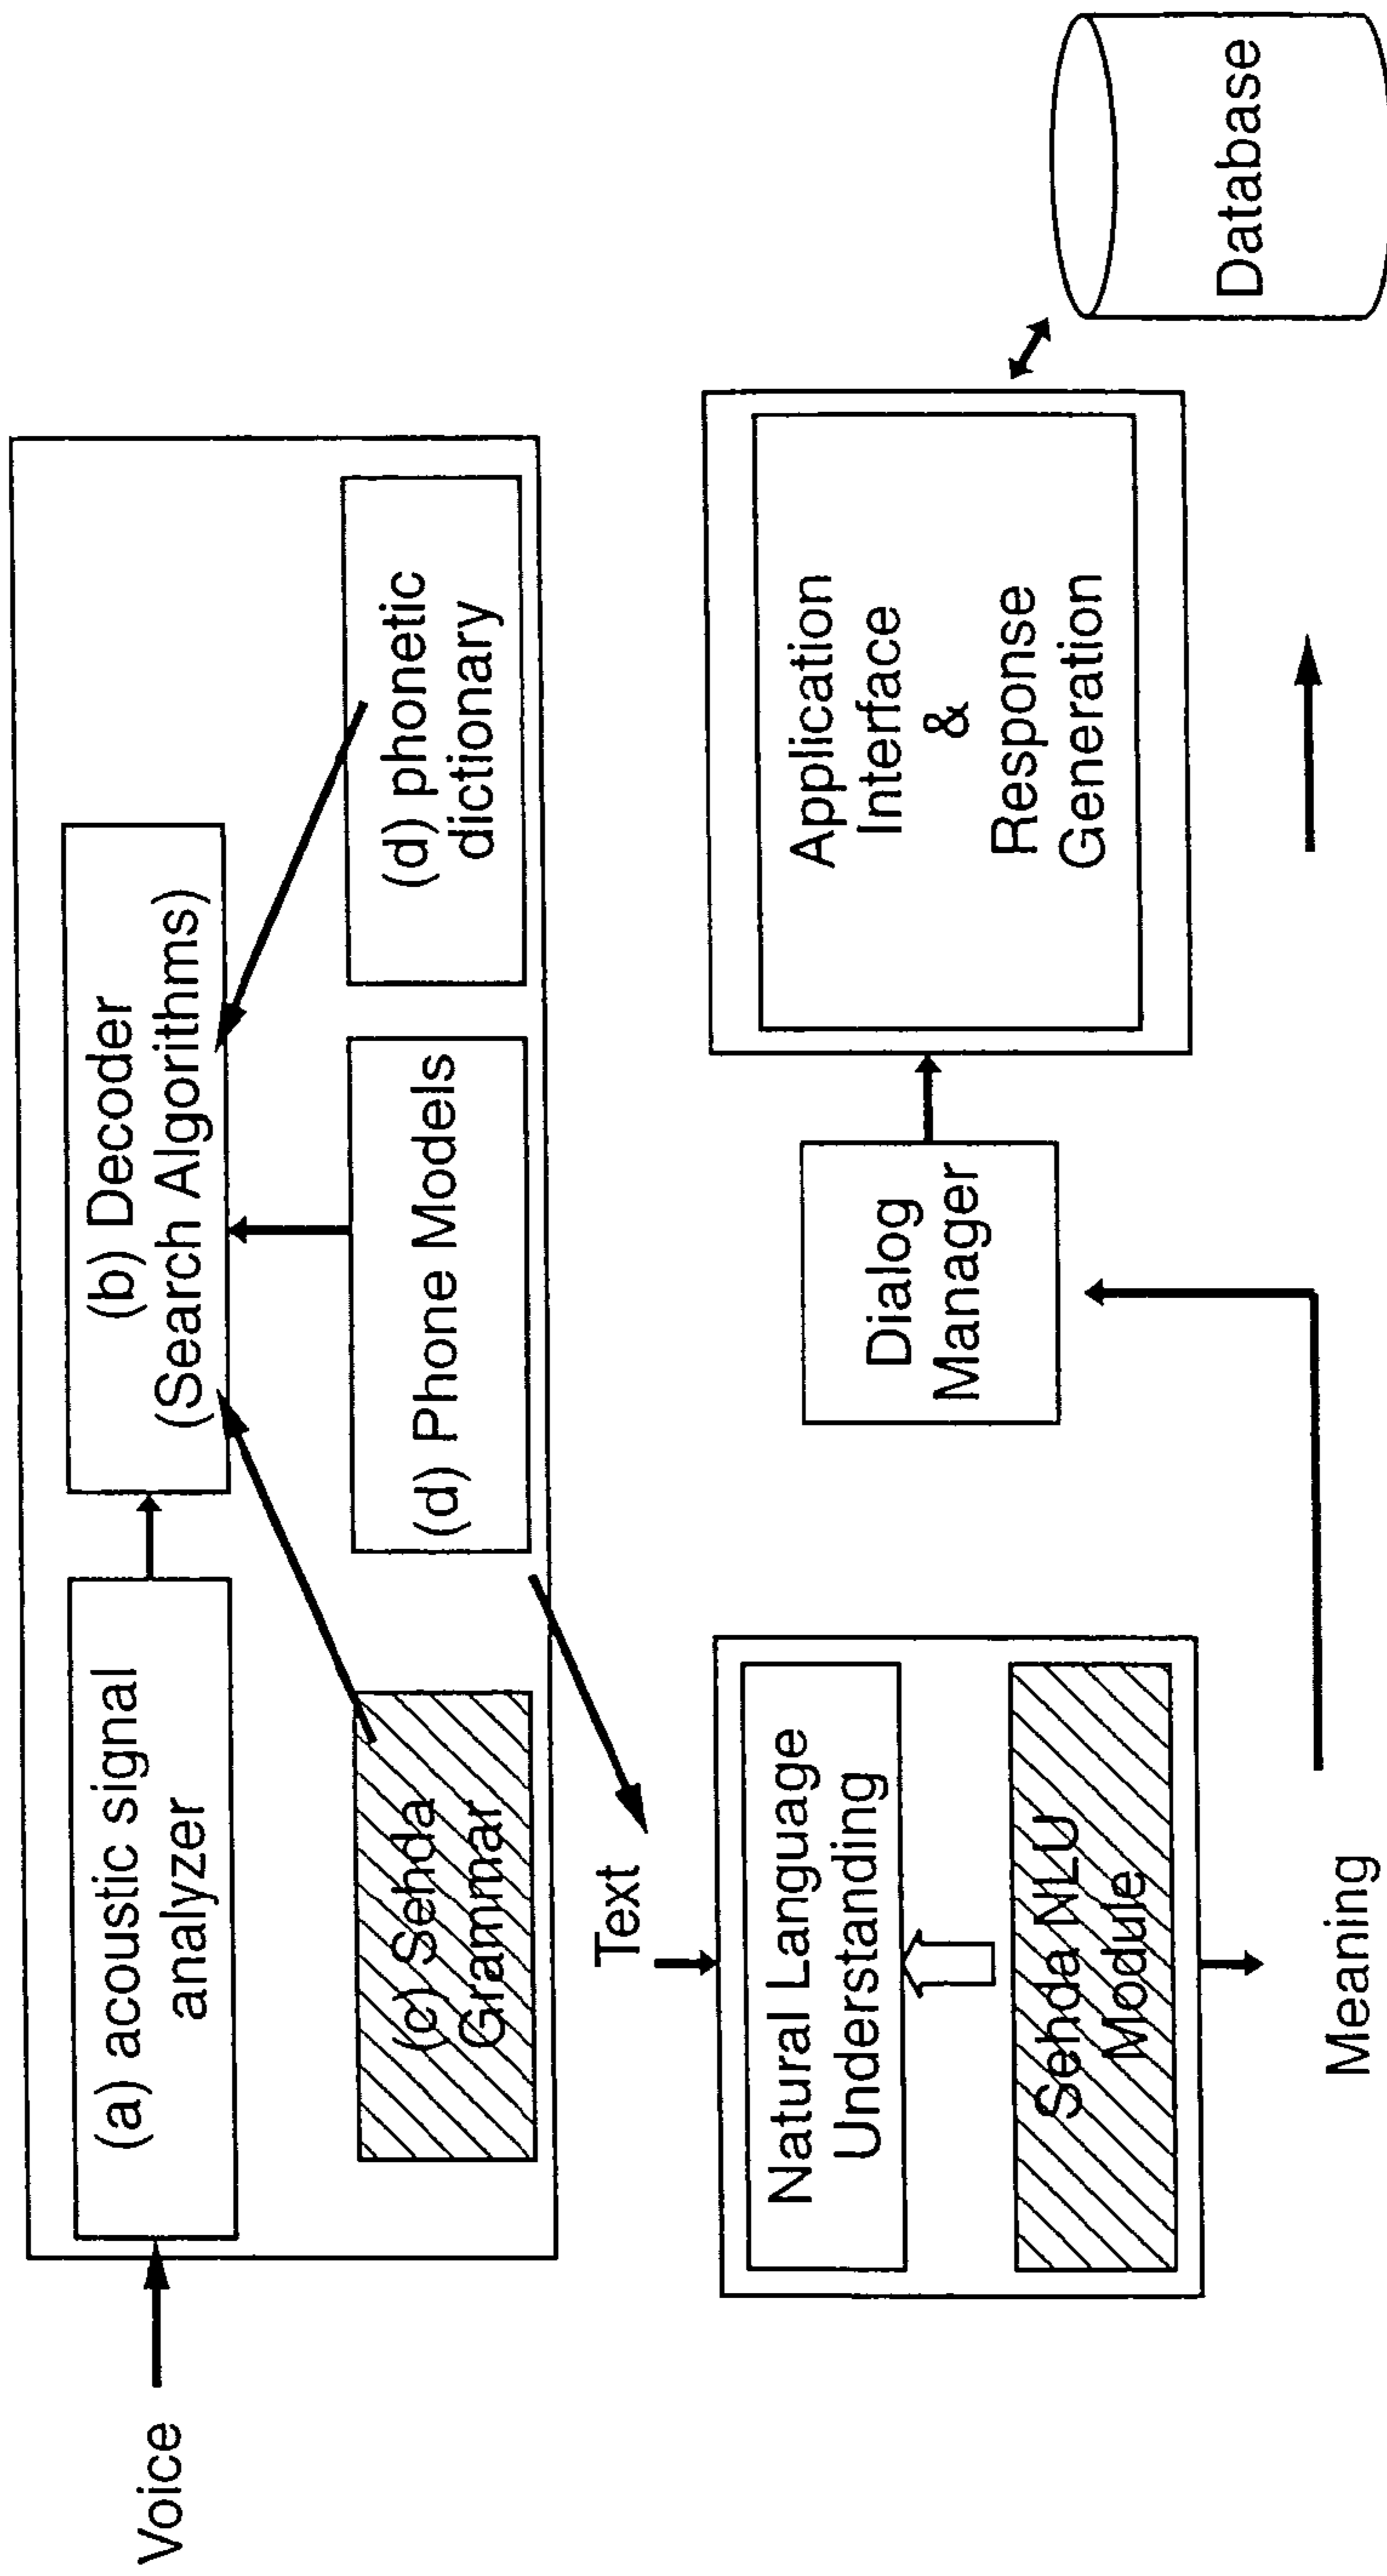 Voice
(a) acoustic signal
analyzer
(b) Decoder
(Search Algorithms)
(c) Sehda
Grammar
(d) Phone Models
(d) phonetic
dictionary
Text
Natural Language
Understanding
Sehda NLU
Module
Meaning
Dialog
Manager
Application
Interface
&
Response
Generation
Database